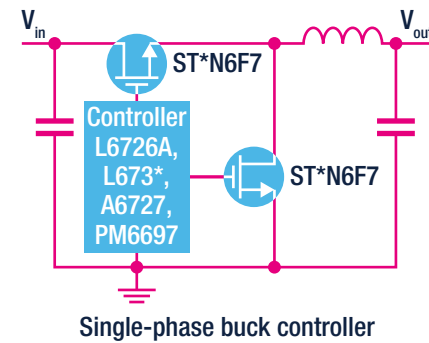 Vin
Vout
ST*N6F7
Controller
L6726A,
L673*,
A6727,
PM6697
ST*N6F7
Single-phase buck controller